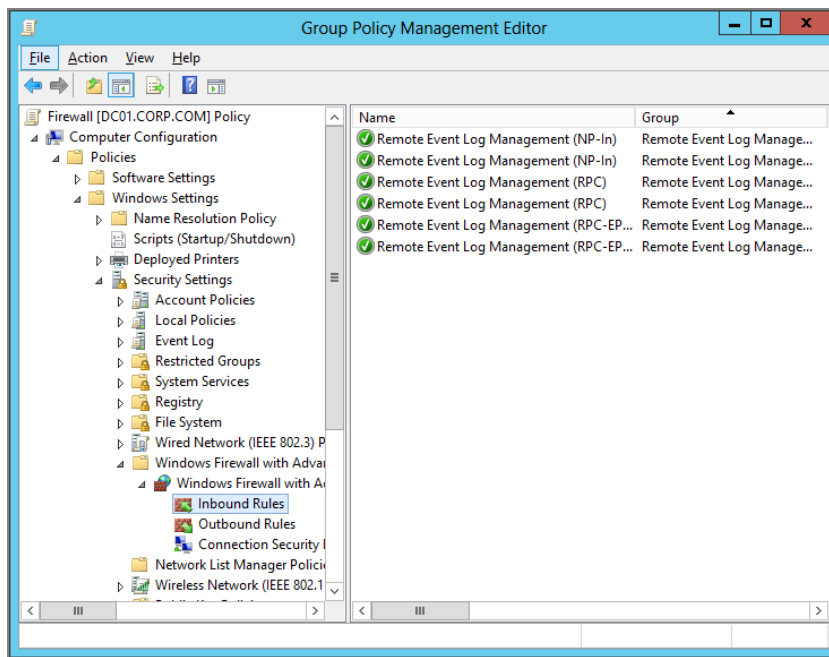 Group Policy Management Editor
File Action View Help
Firewall [DC01.CORP.COM] Policy
Computer Configuration
Policies
Software Settings
Windows Settings
Name Resolution Policy
Scripts (Startup/Shutdown)
Deployed Printers
Security Settings
Account Policies
Local Policies
Event Log
Restricted Groups
System Services
Registry
File System
Wired Network (IEEE 802.3) P
Windows Firewall with Advan
Windows Firewall with A
Inbound Rules
Outbound Rules
Connection Security
Network List Manager Polici
Wireless Network (IEEE 802.1
Name Group
Remote Event Log Management (NP-In) Remote Event Log Manage...
Remote Event Log Management (NP-In) Remote Event Log Manage...
Remote Event Log Management (RPC) Remote Event Log Manage...
Remote Event Log Management (RPC) Remote Event Log Manage...
Remote Event Log Management (RPC-EP... Remote Event Log Manage...
Remote Event Log Management (RPC-EP... Remote Event Log Manage...